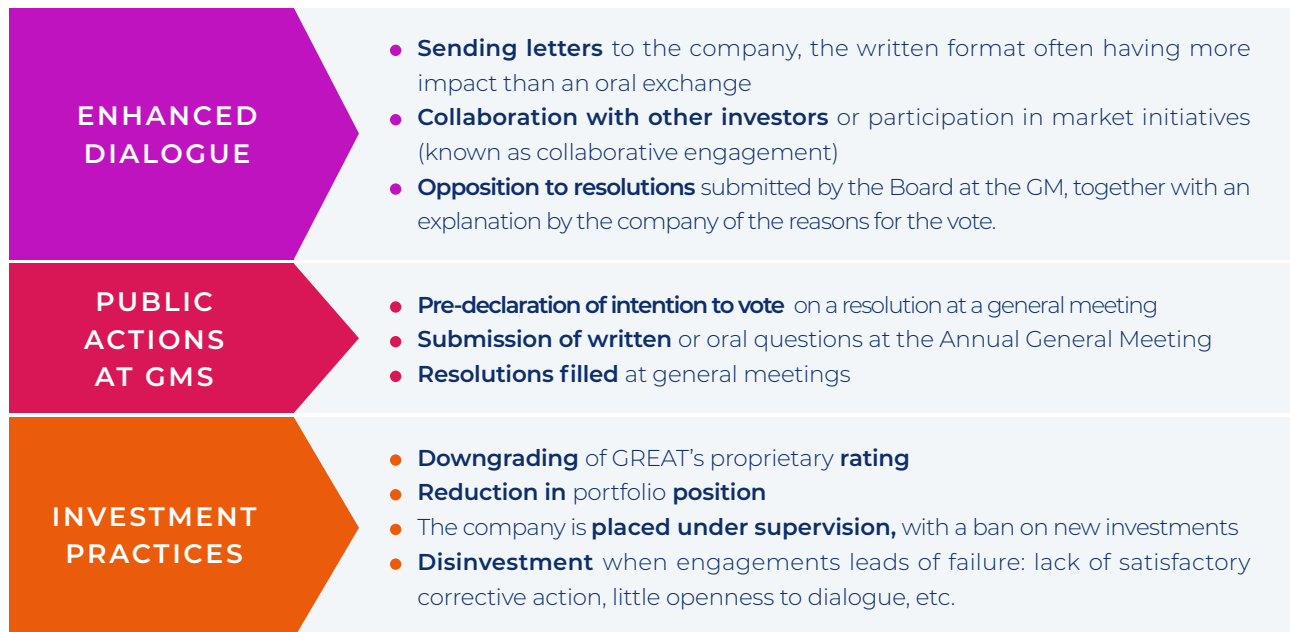 ENHANCED
DIALOGUE
Sending letters to the company, the written format often having more
impact than an oral exchange
Collaboration with other investors or participation in market initiatives
(known as collaborative engagement)
Opposition to resolutions submitted by the Board at the GM, together with an
explanation by the company of the reasons for the vote.
PUBLIC
ACTIONS
AT GMS
Pre-declaration of intention to vote on a resolution at a general meeting
Submission of written or oral questions at the Annual General Meeting
Resolutions filled at general meetings
INVESTMENT
PRACTICES
Downgrading of GREAT’s proprietary rating
Reduction in portfolio position
The company is placed under supervision, with a ban on new investments
Disinvestment when engagements leads of failure: lack of satisfactory
corrective action, little openness to dialogue, etc.